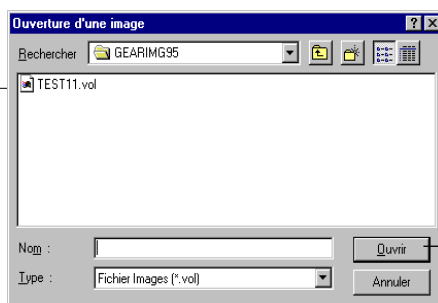 Ouverture d'une image
Rechercher GEARIMG95
TEST11.vol
Nom :
Ouvrir
Type : Fichier Images (*.vol)
Annuler